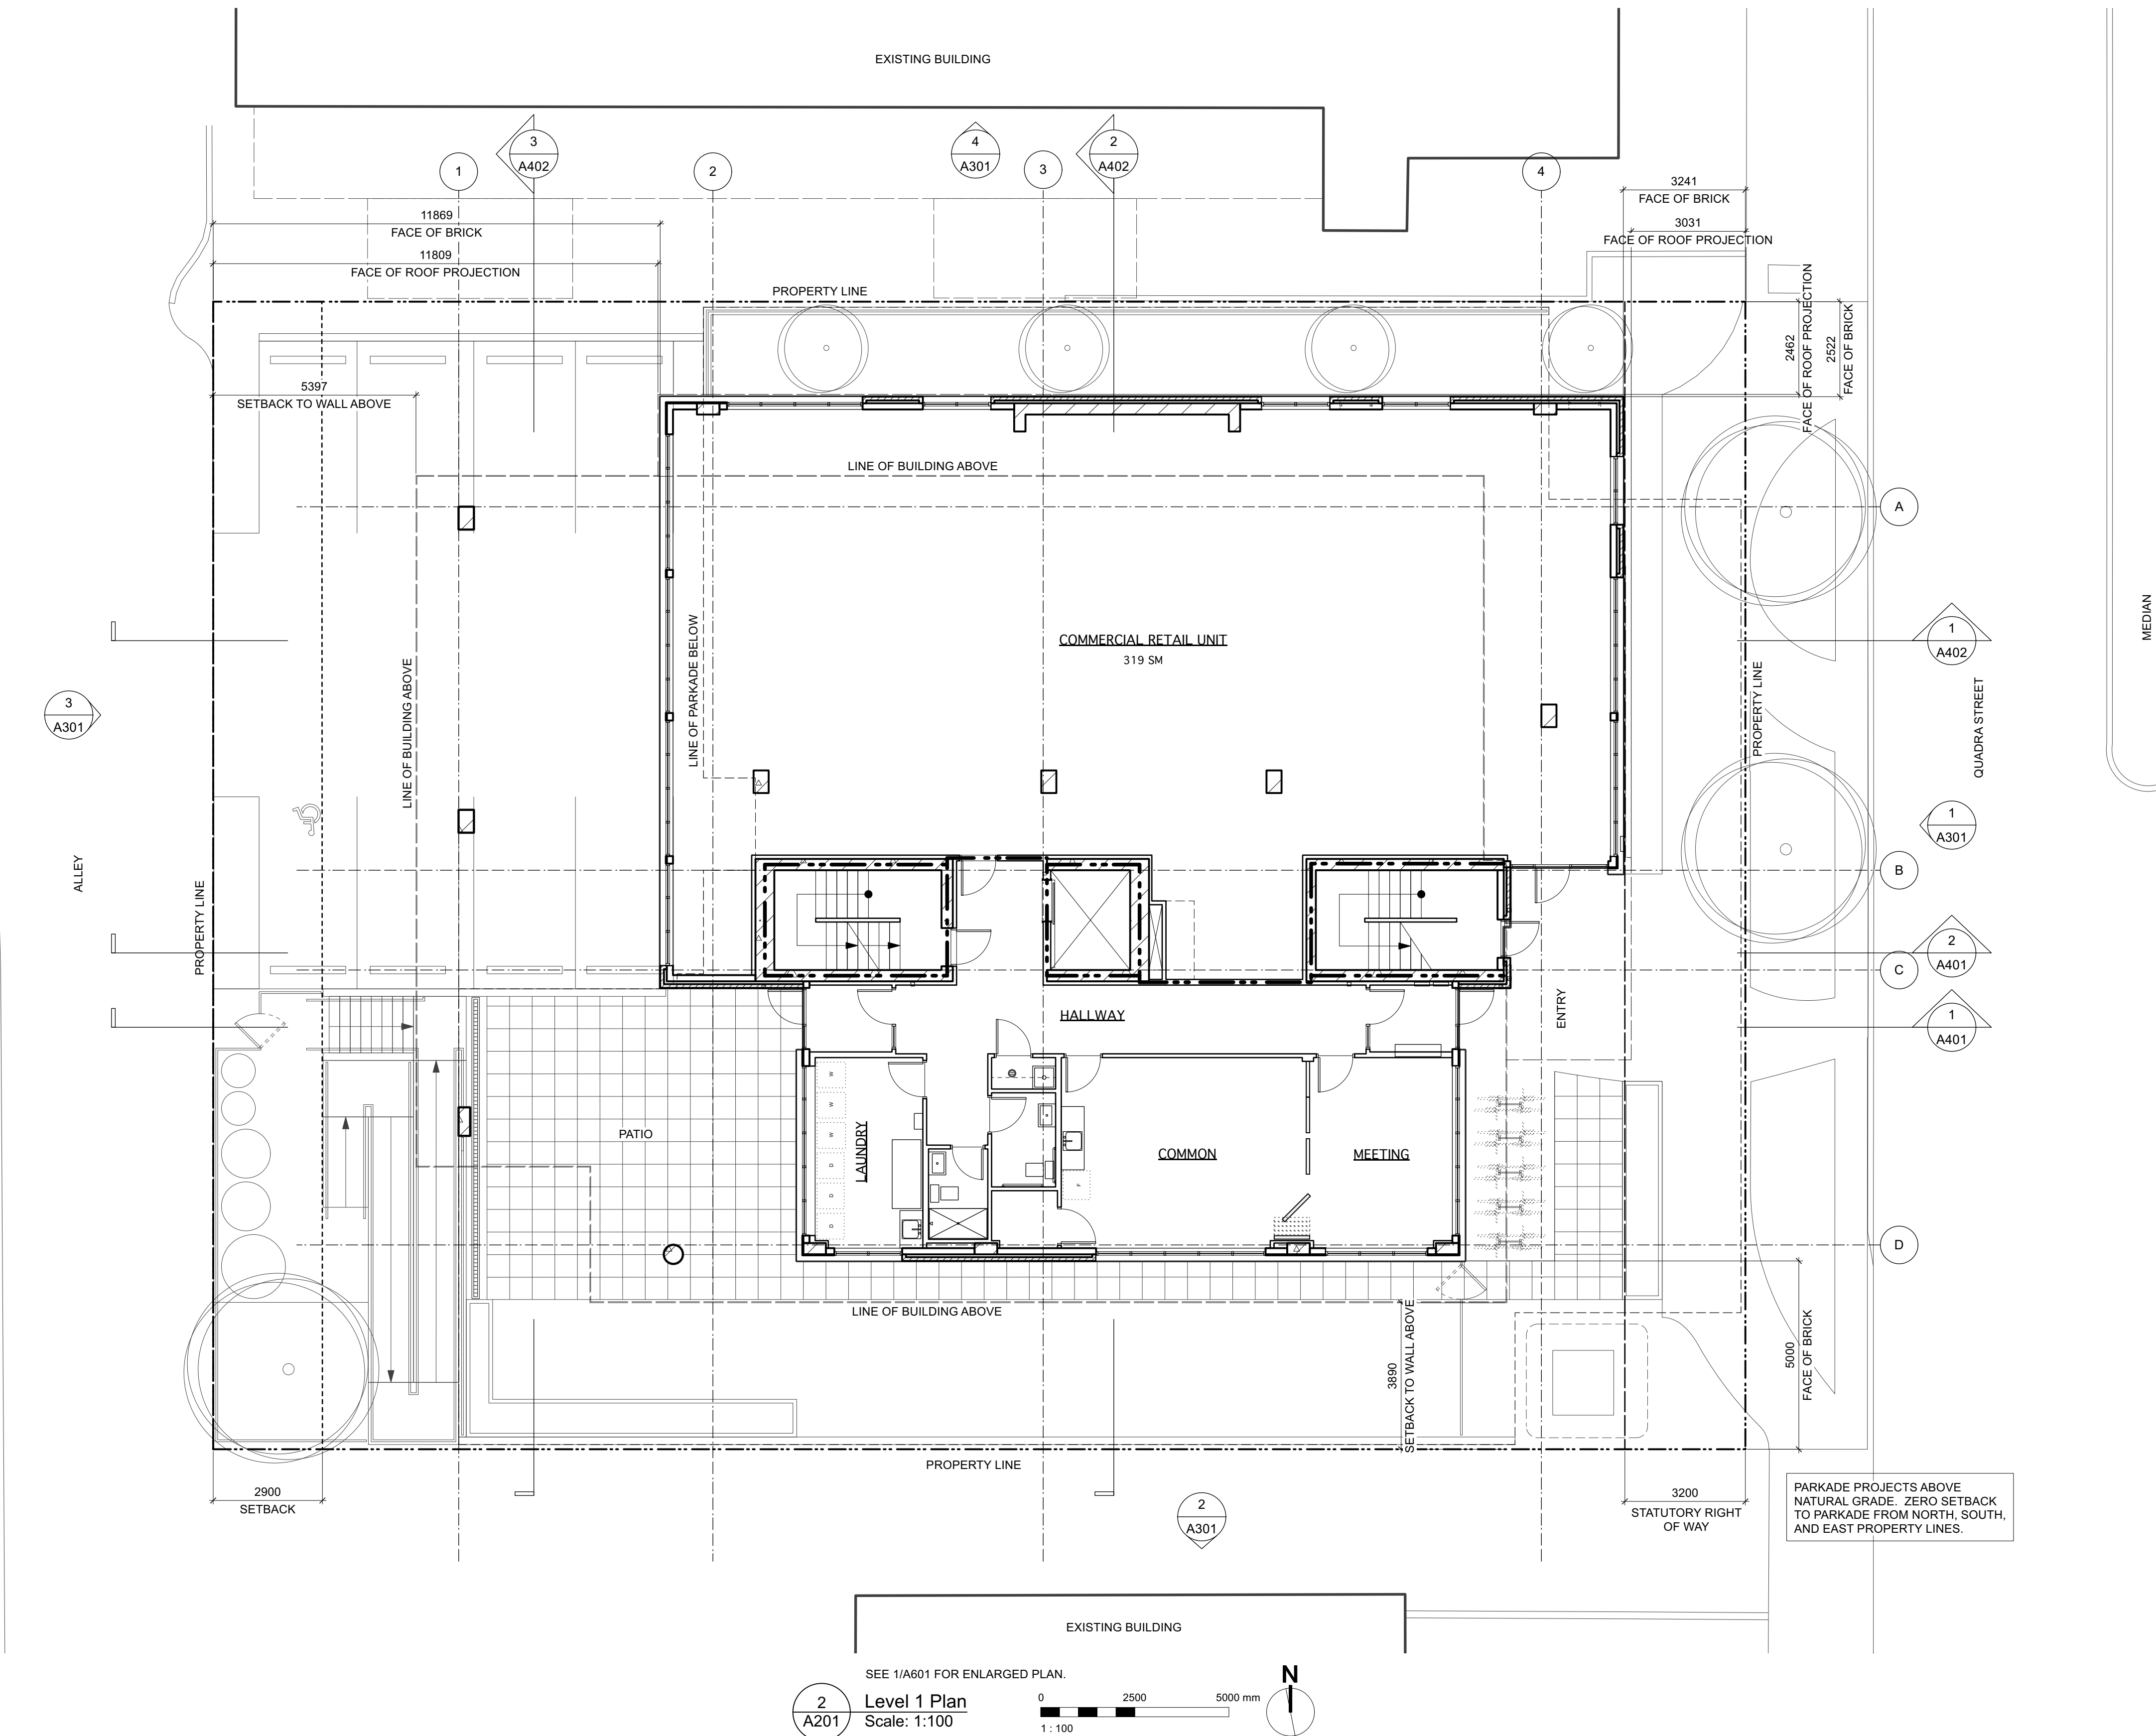 EXISTING BUILDING
3
A402
4
A301
2
A402
1
2
3
4
3241
FACE OF BRICK
11869
FACE OF BRICK
3031
FACE OF ROOF PROJECTION
11809
FACE OF ROOF PROJECTION
PROPERTY LINE
2462
FACE OF ROOF PROJECTION
2522
FACE OF BRICK
5397
SETBACK TO WALL ABOVE
LINE OF BUILDING ABOVE
A
LINE OF PARKADE BELOW
COMMERCIAL RETAIL UNIT
319 SM
LINE OF BUILDING ABOVE
PROPERTY LINE
1
A402
MEDIAN
QUADRA STREET
3
A301
1
A301
ALLEY
PROPERTY LINE
B
2
A401
C
ENTRY
HALLWAY
1
A401
PATIO
LAUNDRY
W
W
W
D
D
D
F
COMMON
MEETING
D
LINE OF BUILDING ABOVE
3890
SETBACK TO WALL ABOVE
5000
FACE OF BRICK
PROPERTY LINE
2900
SETBACK
2
A301
3200
STATUTORY RIGHT
OF WAY
PARKADE PROJECTS ABOVE
NATURAL GRADE. ZERO SETBACK
TO PARKADE FROM NORTH, SOUTH,
AND EAST PROPERTY LINES.
EXISTING BUILDING
SEE 1/A601 FOR ENLARGED PLAN.
2
A201
Level 1 Plan
Scale: 1:100
0 2500 5000 mm
1 : 100
N